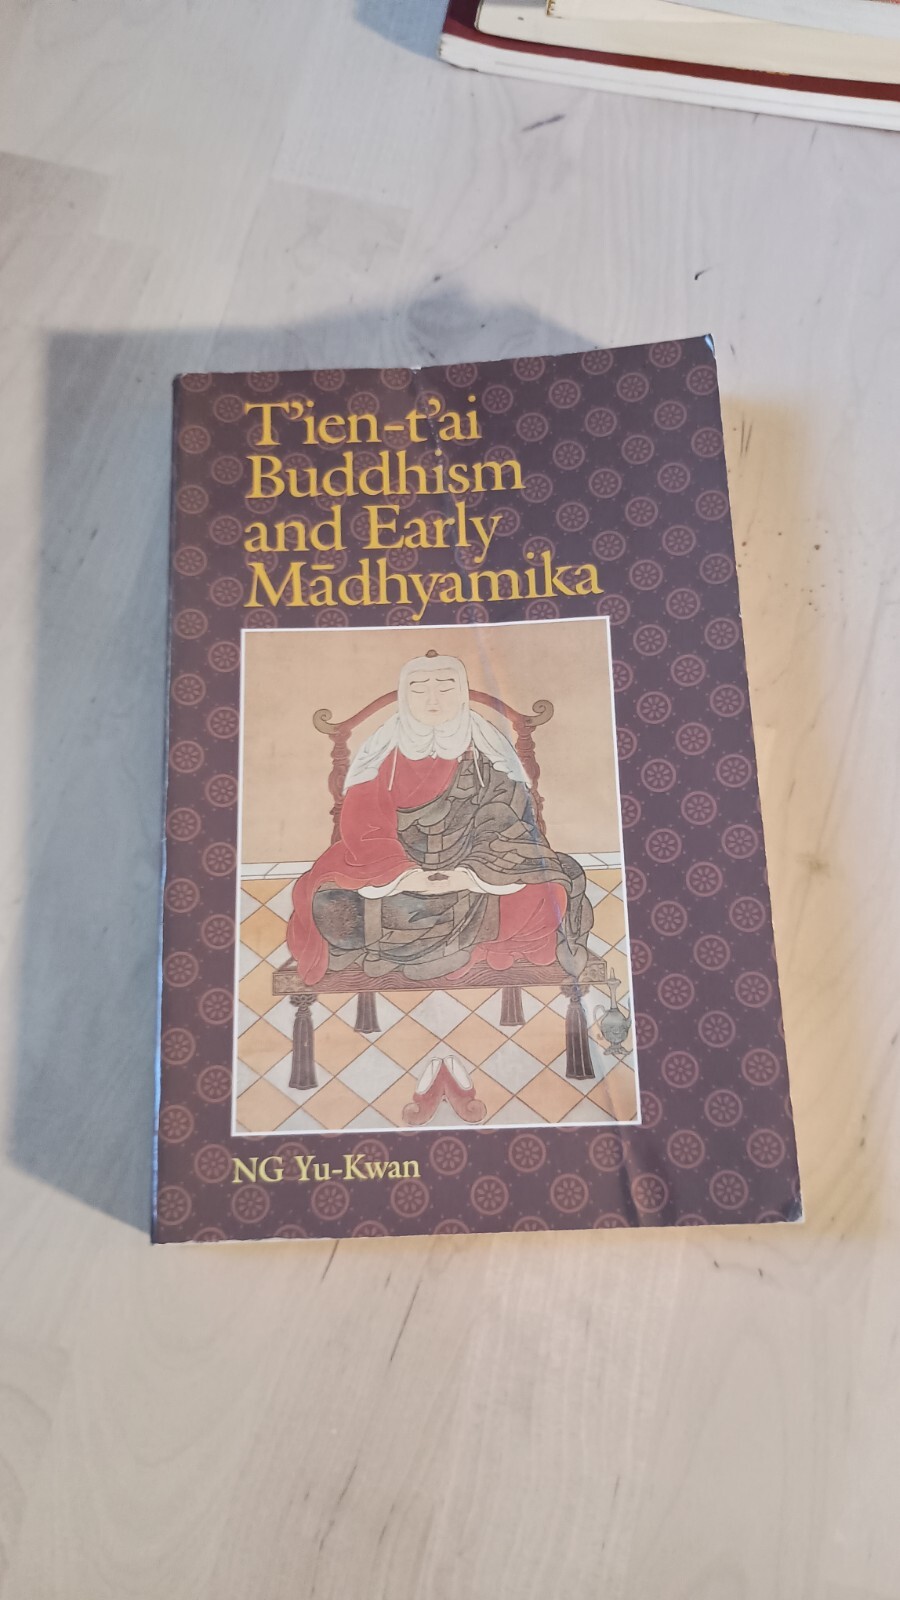 T'ien-t'ai
Buddhism
and Early
Mādhyamika
NG Yu-Kwan